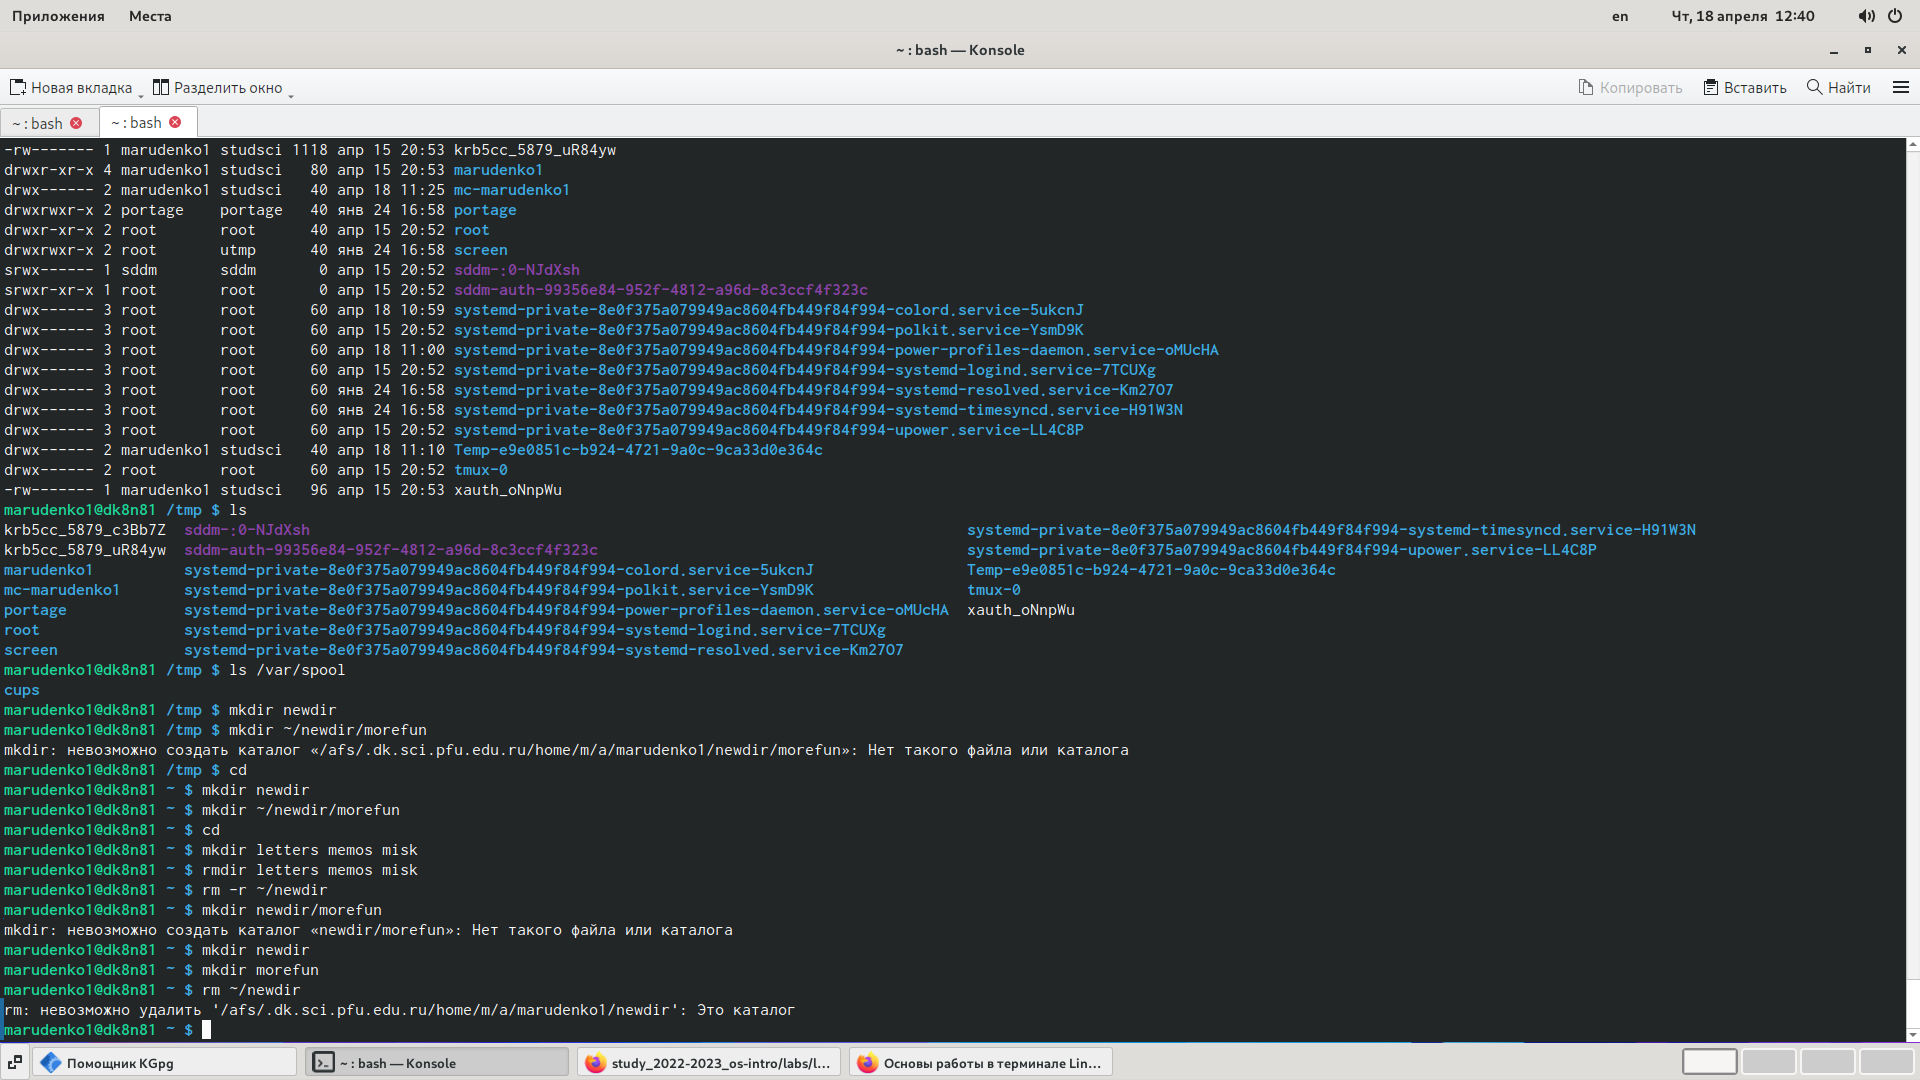 Приложения Места en Чт, 18 апреля 12:40
~ : bash — Konsole
Новая вкладка Разделить окно Копировать Вставить Найти
~ : bash ~ : bash
-rw------- 1 marudenko1 studsci 1118 апр 15 20:53 krb5cc_5879_uR84yw
drwxr-xr-x 4 marudenko1 studsci   80 апр 15 20:53 marudenko1
drwx------ 2 marudenko1 studsci   40 апр 18 11:25 mc-marudenko1
drwxrwxr-x 2 portage    portage   40 янв 24 16:58 portage
drwxr-xr-x 2 root       root      40 апр 15 20:52 root
drwxrwxr-x 2 root       utmp      40 янв 24 16:58 screen
srwx------ 1 sddm       sddm       0 апр 15 20:52 sddm-:0-NJdXsh
srwxr-xr-x 1 root       root       0 апр 15 20:52 sddm-auth-99356e84-952f-4812-a96d-8c3ccf4f323c
drwx------ 3 root       root      60 апр 18 10:59 systemd-private-8e0f375a079949ac8604fb449f84f994-colord.service-5ukcnJ
drwx------ 3 root       root      60 апр 15 20:52 systemd-private-8e0f375a079949ac8604fb449f84f994-polkit.service-YsmD9K
drwx------ 3 root       root      60 апр 18 11:00 systemd-private-8e0f375a079949ac8604fb449f84f994-power-profiles-daemon.service-oMUcHA
drwx------ 3 root       root      60 апр 15 20:52 systemd-private-8e0f375a079949ac8604fb449f84f994-systemd-logind.service-7TCUXg
drwx------ 3 root       root      60 янв 24 16:58 systemd-private-8e0f375a079949ac8604fb449f84f994-systemd-resolved.service-Km27O7
drwx------ 3 root       root      60 янв 24 16:58 systemd-private-8e0f375a079949ac8604fb449f84f994-systemd-timesyncd.service-H91W3N
drwx------ 3 root       root      60 апр 15 20:52 systemd-private-8e0f375a079949ac8604fb449f84f994-upower.service-LL4C8P
drwx------ 2 marudenko1 studsci   40 апр 18 11:10 Temp-e9e0851c-b924-4721-9a0c-9ca33d0e364c
drwx------ 2 root       root      60 апр 15 20:52 tmux-0
-rw------- 1 marudenko1 studsci   96 апр 15 20:53 xauth_oNnpWu
marudenko1@dk8n81 /tmp $ ls
krb5cc_5879_c3Bb7Z  sddm-:0-NJdXsh  systemd-private-8e0f375a079949ac8604fb449f84f994-systemd-timesyncd.service-H91W3N
krb5cc_5879_uR84yw  sddm-auth-99356e84-952f-4812-a96d-8c3ccf4f323c  systemd-private-8e0f375a079949ac8604fb449f84f994-upower.service-LL4C8P
marudenko1  systemd-private-8e0f375a079949ac8604fb449f84f994-colord.service-5ukcnJ  Temp-e9e0851c-b924-4721-9a0c-9ca33d0e364c
mc-marudenko1  systemd-private-8e0f375a079949ac8604fb449f84f994-polkit.service-YsmD9K  tmux-0
portage  systemd-private-8e0f375a079949ac8604fb449f84f994-power-profiles-daemon.service-oMUcHA  xauth_oNnpWu
root  systemd-private-8e0f375a079949ac8604fb449f84f994-systemd-logind.service-7TCUXg
screen  systemd-private-8e0f375a079949ac8604fb449f84f994-systemd-resolved.service-Km27O7
marudenko1@dk8n81 /tmp $ ls /var/spool
cups
marudenko1@dk8n81 /tmp $ mkdir newdir
marudenko1@dk8n81 /tmp $ mkdir ~/newdir/morefun
mkdir: невозможно создать каталог «/afs/.dk.sci.pfu.edu.ru/home/m/a/marudenko1/newdir/morefun»: Нет такого файла или каталога
marudenko1@dk8n81 /tmp $ cd
marudenko1@dk8n81 ~ $ mkdir newdir
marudenko1@dk8n81 ~ $ mkdir ~/newdir/morefun
marudenko1@dk8n81 ~ $ cd
marudenko1@dk8n81 ~ $ mkdir letters memos misk
marudenko1@dk8n81 ~ $ rmdir letters memos misk
marudenko1@dk8n81 ~ $ rm -r ~/newdir
marudenko1@dk8n81 ~ $ mkdir newdir/morefun
mkdir: невозможно создать каталог «newdir/morefun»: Нет такого файла или каталога
marudenko1@dk8n81 ~ $ mkdir newdir
marudenko1@dk8n81 ~ $ mkdir morefun
marudenko1@dk8n81 ~ $ rm ~/newdir
rm: невозможно удалить '/afs/.dk.sci.pfu.edu.ru/home/m/a/marudenko1/newdir': Это каталог
marudenko1@dk8n81 ~ $
Помощник KGpg ~ : bash — Konsole study_2022-2023_os-intro/labs/l... Основы работы в терминале Lin...